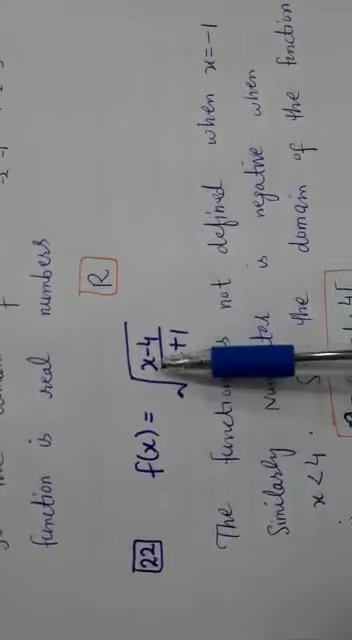 function is real numbers
R
22 f(x) = √x-4
+1
The function not defined when x=-1
Similarly is negative when
x<4. the domain of the function